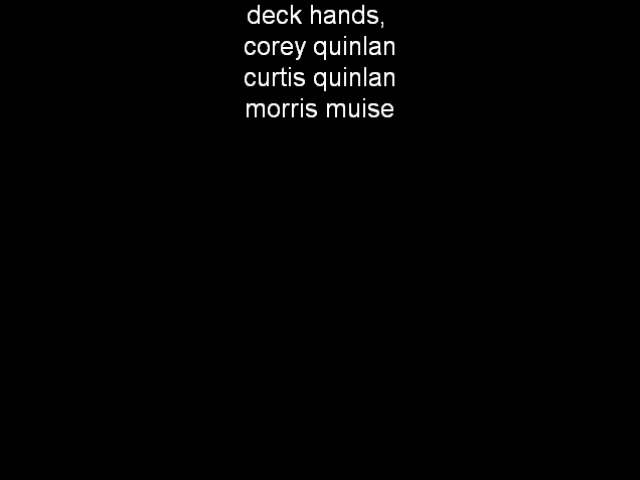 deck hands,
corey quinlan
curtis quinlan
morris muise